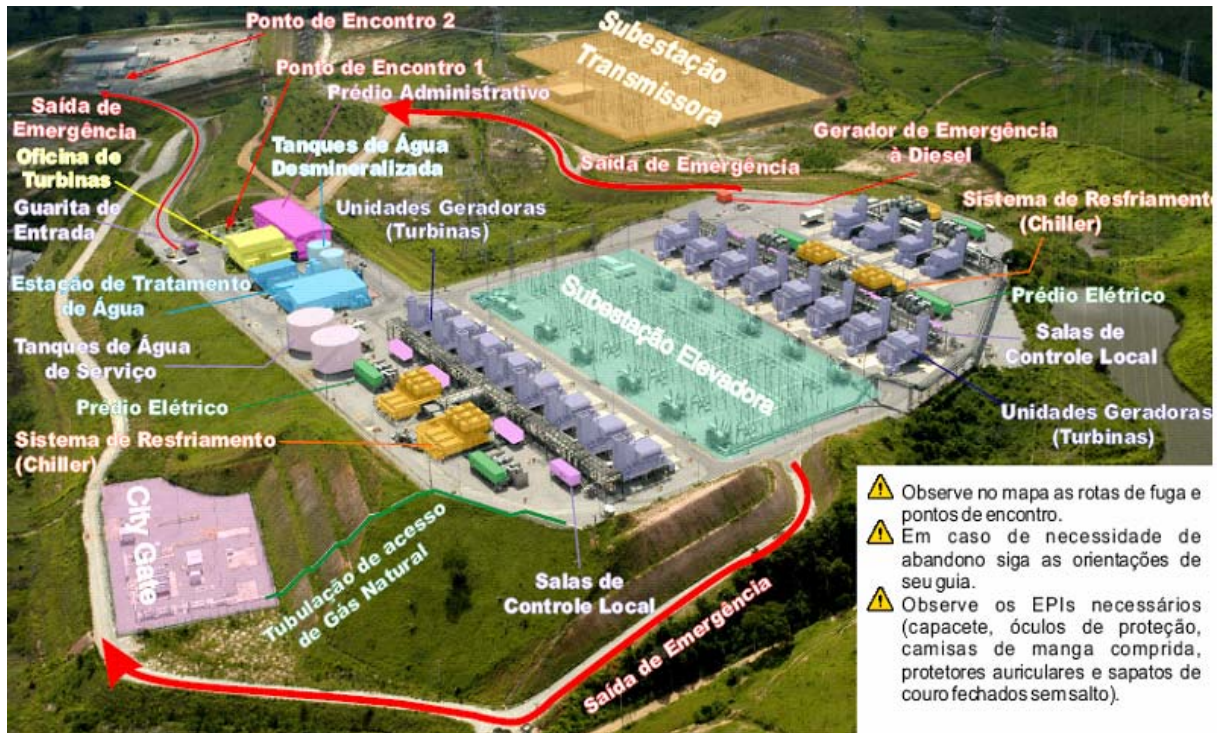 Ponto de Encontro 2
Ponto de Encontro 1
Prédio Administrativo
Subestação
Transmissora
Saída de
Emergência
Oficina de
Turbinas
Guarita de
Entrada
Tanques de Água
Desmineralizada
Unidades Geradoras
(Turbinas)
Saída de Emergência
Gerador de Emergência
à Diesel
Sistema de Resfriamento
(Chiller)
Estação de Tratamento
de Água
Tanques de Água
de Serviço
Prédio Elétrico
Sistema de Resfriamento
(Chiller)
Subestação Elevadora
Prédio Elétrico
Salas de
Controle Local
Unidades Geradoras
(Turbinas)
City Gate
Tubulação de acesso
de Gás Natural
Salas de
Controle Local
Saída de Emergência
Observe no mapa as rotas de fuga e
pontos de encontro.
Em caso de necessidade de
abandono siga as orientações de
seu guia.
Observe os EPIs necessários
(capacete, óculos de proteção,
camisas de manga comprida,
protetores auriculares e sapatos de
couro fechados sem salto).